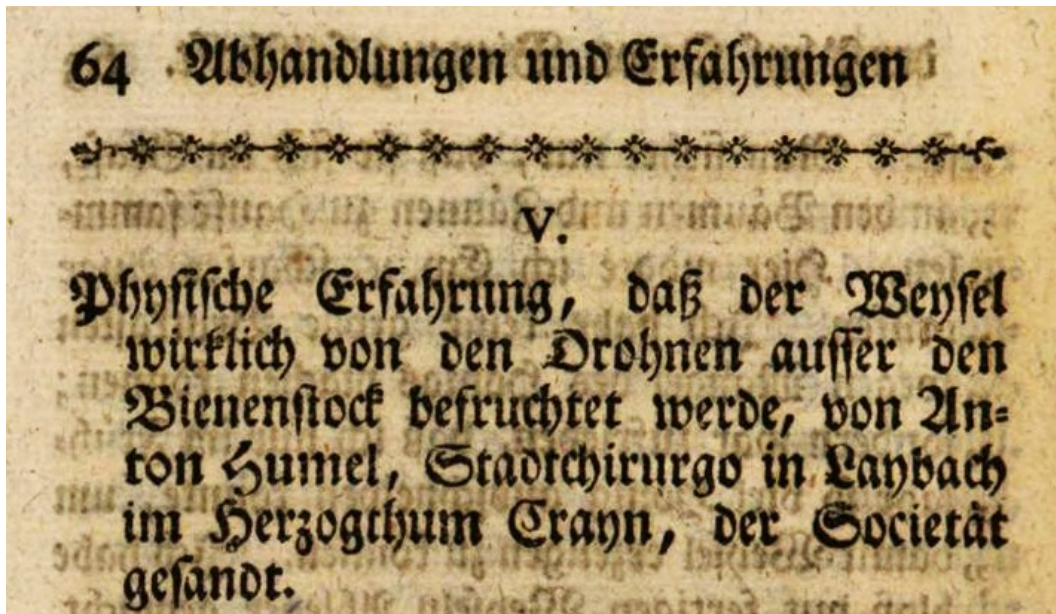 64 Abhandlungen und Erfahrungen
V.
Physische Erfahrung, daß der Weysel
wirklich von den Drohnen ausser den
Bienenstock befruchtet werde, von An=
ton Humel, Stadtchirurgo in Laybach
im Herzogthum Crayn, der Societät
gesandt.